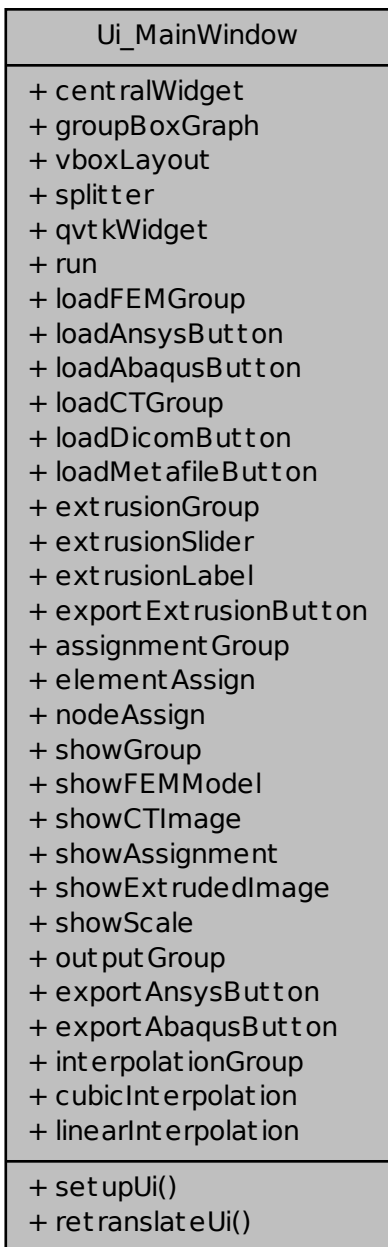 Ui_MainWindow
+ centralWidget
+ groupBoxGraph
+ vboxLayout
+ splitter
+ qvtkWidget
+ run
+ loadFEMGroup
+ loadAnsysButton
+ loadAbaqusButton
+ loadCTGroup
+ loadDicomButton
+ loadMetafileButton
+ extrusionGroup
+ extrusionSlider
+ extrusionLabel
+ exportExtrusionButton
+ assignmentGroup
+ elementAssign
+ nodeAssign
+ showGroup
+ showFEMModel
+ showCTImage
+ showAssignment
+ showExtrudedImage
+ showScale
+ outputGroup
+ exportAnsysButton
+ exportAbaqusButton
+ interpolationGroup
+ cubicInterpolation
+ linearInterpolation
+ setupUi()
+ retranslateUi()